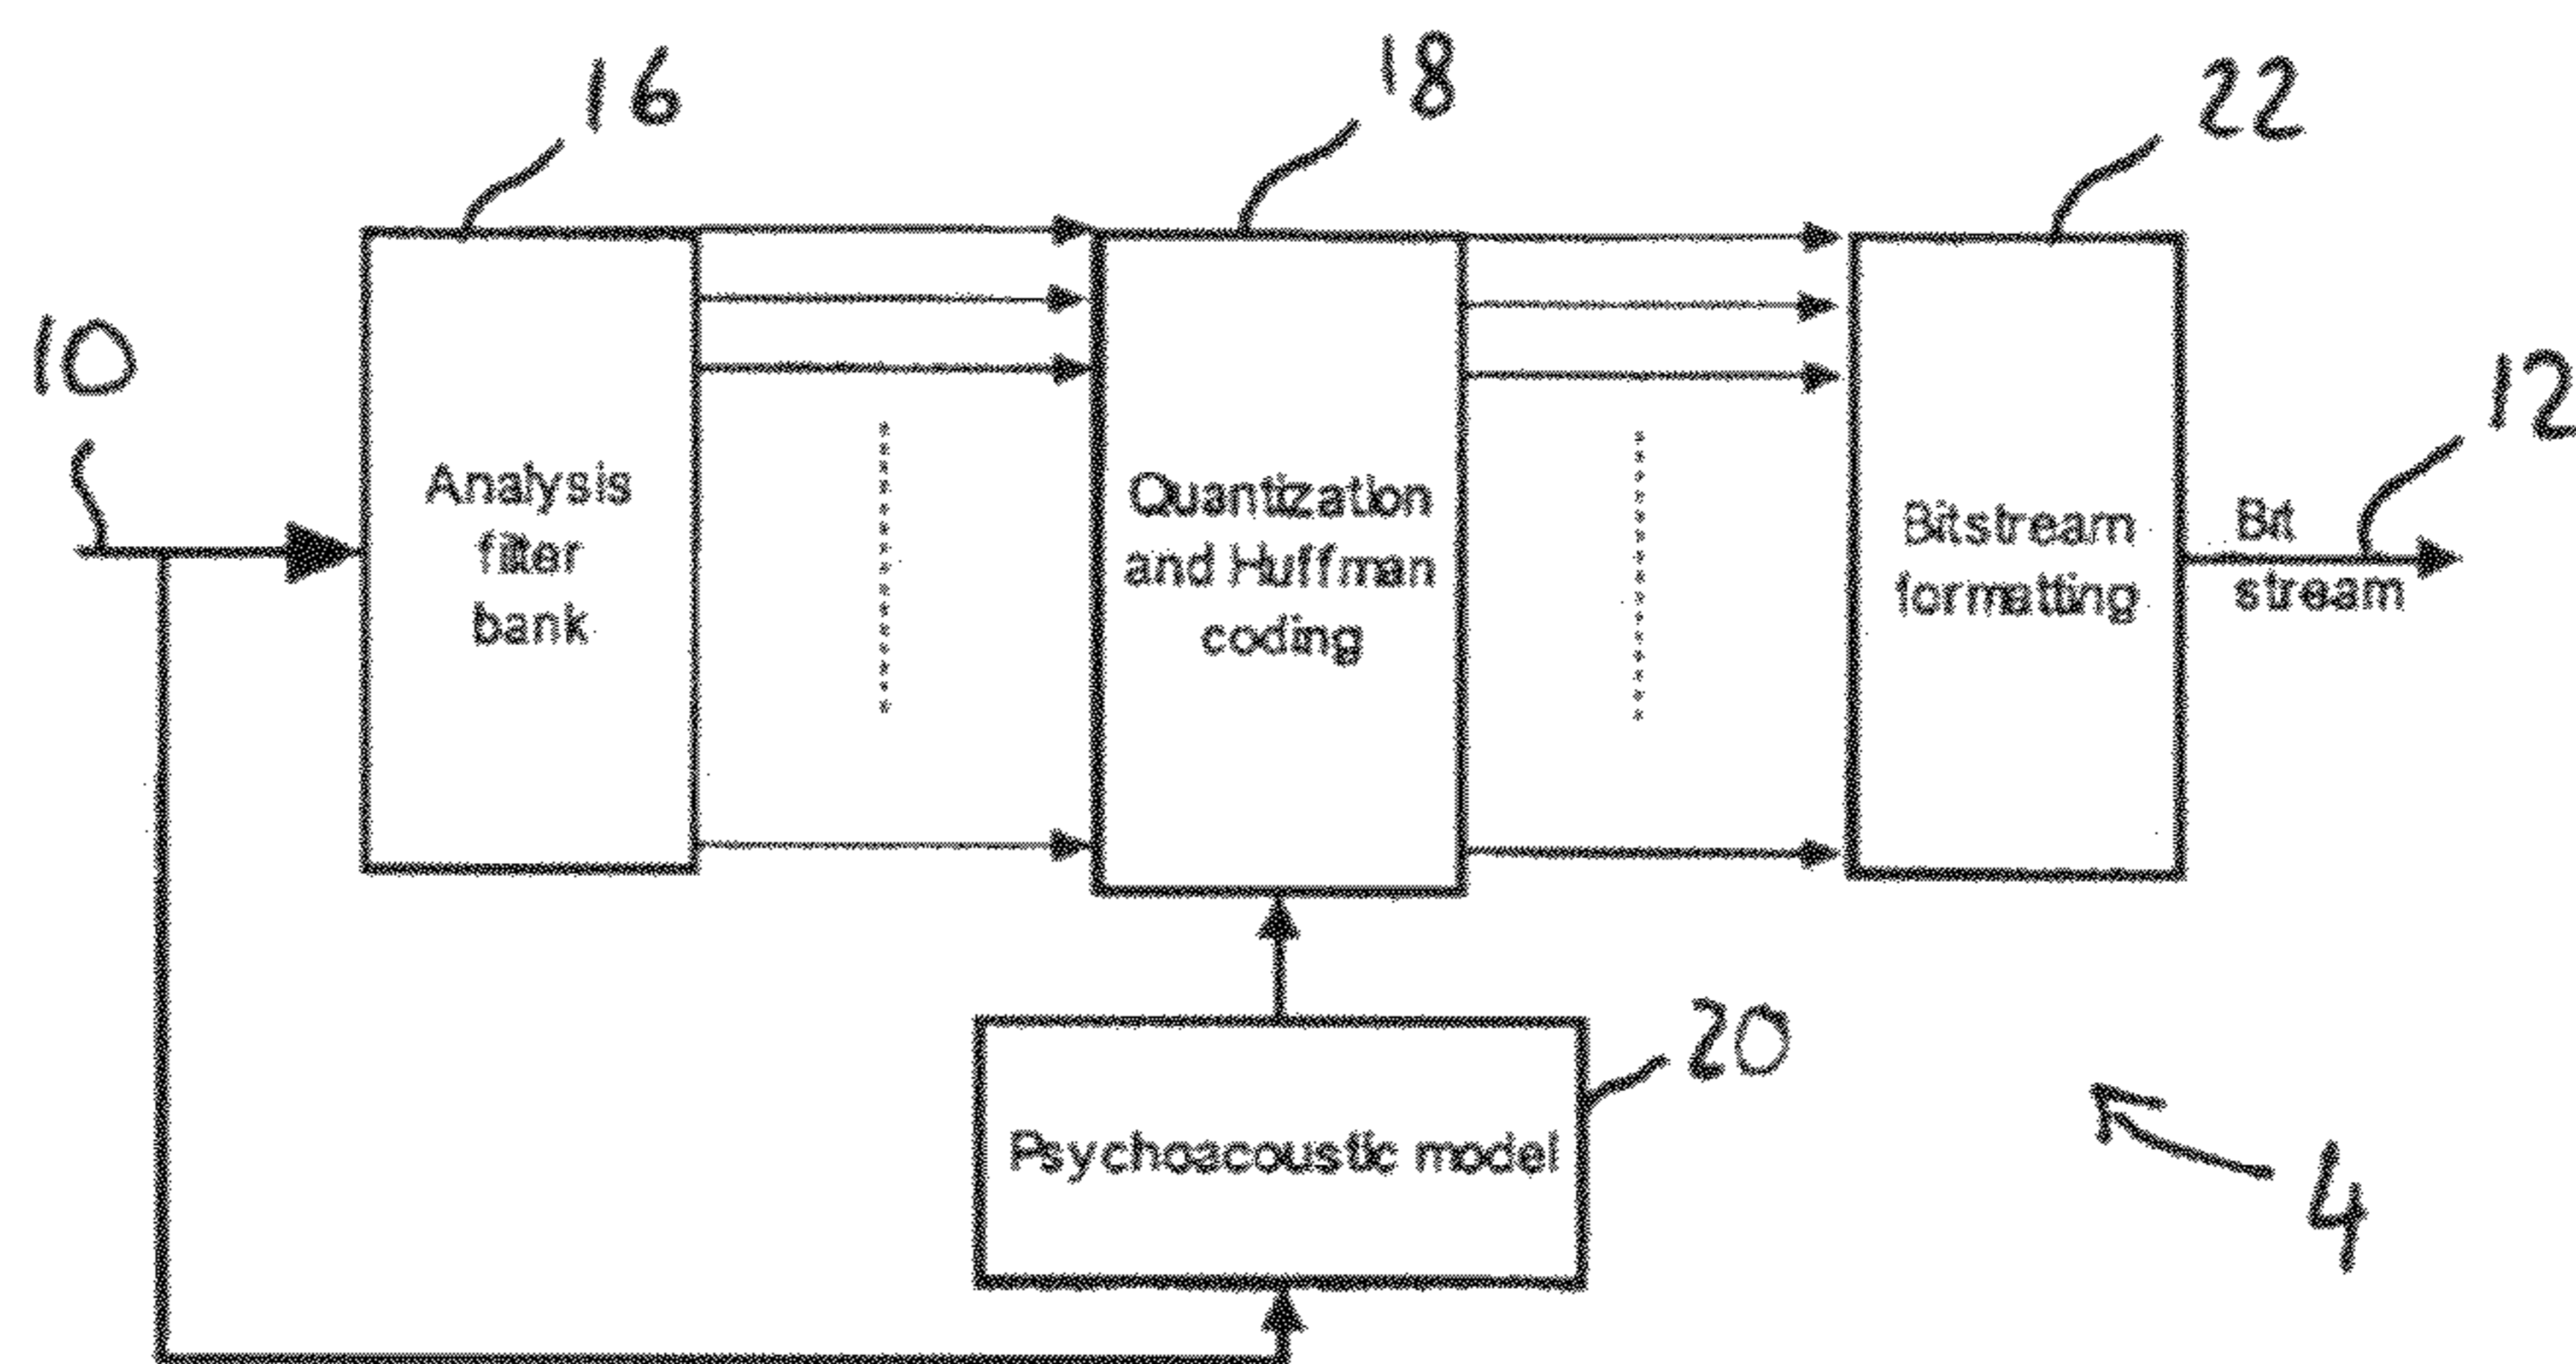 16
18
22
10
12
Analysis
filter
bank
Quantization
and Huffman
coding
Bitstream
formatting
Bit
stream
20
Psychoacoustic model
4